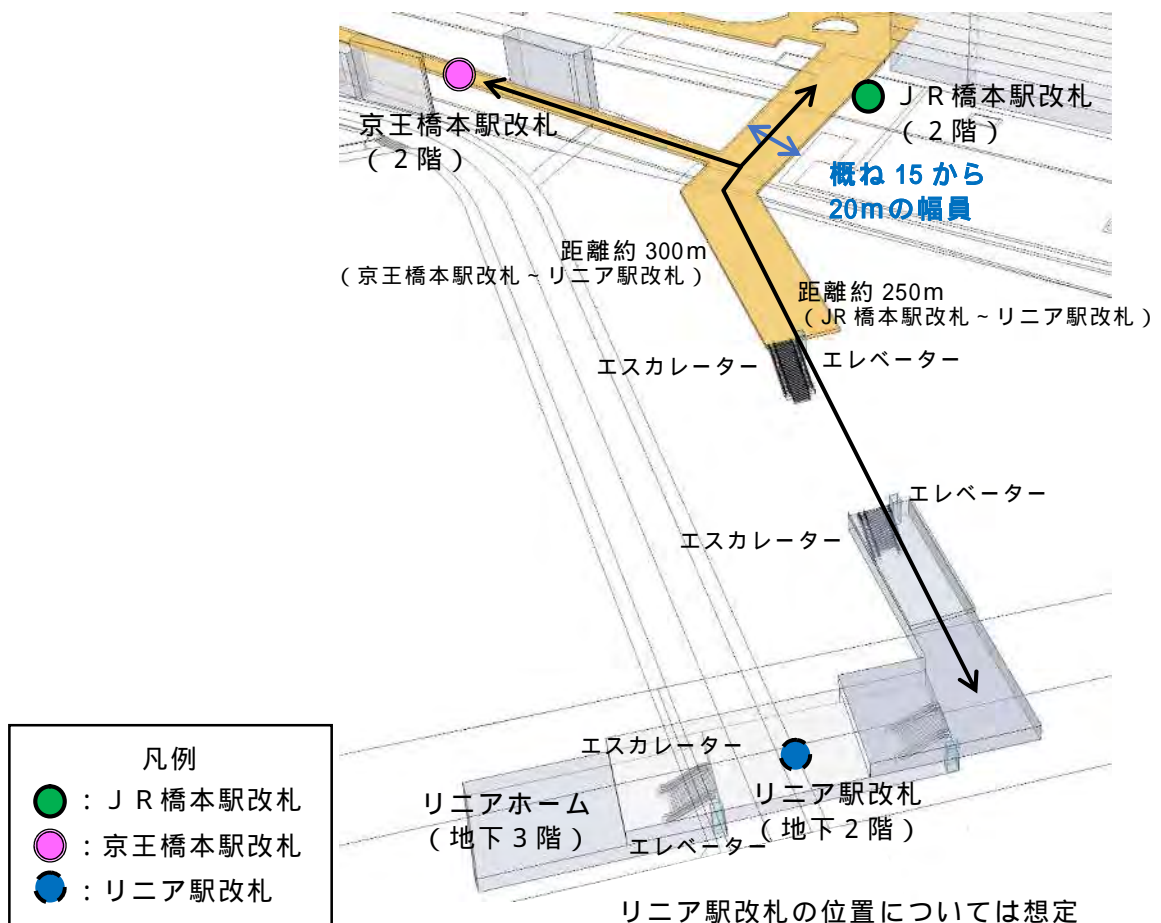 京王橋本駅改札
(２階)
ＪＲ橋本駅改札
(２階)
概ね 15 から
20ｍの幅員
距離約 300m
(京王橋本駅改札～リニア駅改札)
距離約 250m
(JR 橋本駅改札～リニア駅改札)
エスカレーター
エレベーター
エレベーター
エスカレーター
エスカレーター
リニアホーム
(地下３階)
リニア駅改札
(地下２階)
エレベーター
凡例
：ＪＲ橋本駅改札
：京王橋本駅改札
：リニア駅改札
リニア駅改札の位置については想定